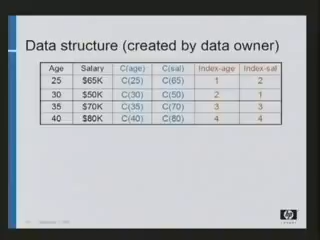 Data structure (created by data owner)
Age Salary C(age) C(sal) Index-age Index-sal
25 $65K C(25) C(65) 1 2
30 $50K C(30) C(50) 2 1
35 $70K C(35) C(70) 3 3
40 $80K C(40) C(80) 4 4
hp